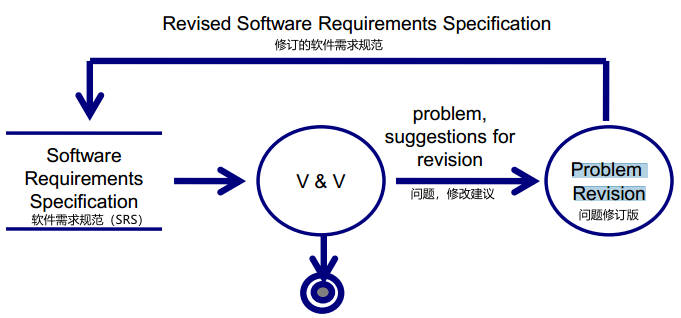 Revised Software Requirements Specification
修订的软件需求规范
problem,
suggestions for
revision
问题，修改建议
Software
Requirements
Specification
软件需求规范（SRS）
V & V
Problem
Revision
问题修订版